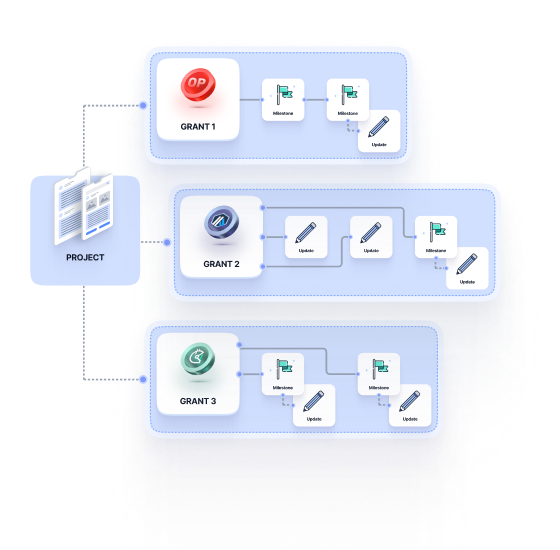 OP
GRANT 1
Milestone
Milestone
Update
PROJECT
GRANT 2
Update
Update
Milestone
Update
GRANT 3
Milestone
Update
Milestone
Update